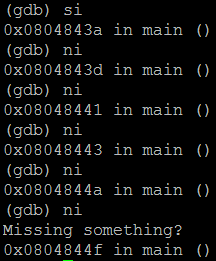 (gdb) si
0x0804843a in main ()
(gdb) ni
0x0804843d in main ()
(gdb) ni
0x08048441 in main ()
(gdb) ni
0x08048443 in main ()
(gdb) ni
0x0804844a in main ()
(gdb) ni
Missing something?
0x0804844f in main ()